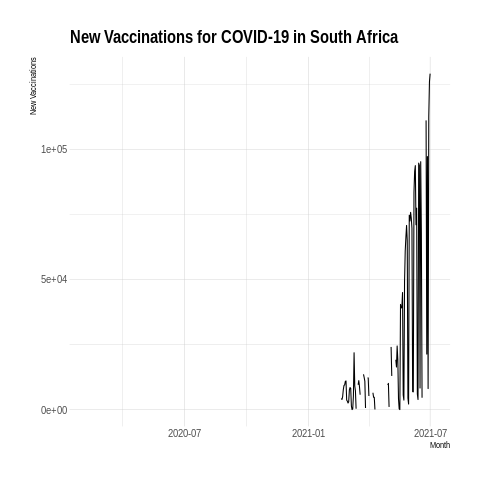 New Vaccinations for COVID-19 in South Africa
New Vaccinations
1e+05
5e+04
0e+00
2020-07
2021-01
2021-07
Month